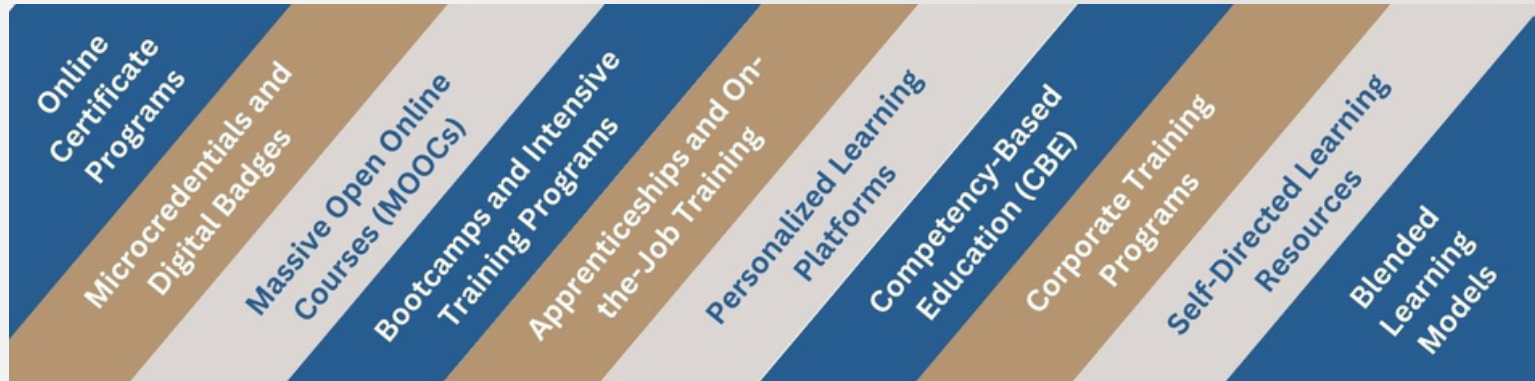 Online
Certificate
Programs
Microcredentials and
Digital Badges
Massive Open Online
Courses (MOOCs)
Bootcamps and Intensive
Training Programs
Apprenticeships and On-
the-Job Training
Personalized Learning
Platforms
Competency-Based
Education (CBE)
Corporate Training
Programs
Self-Directed Learning
Resources
Blended
Learning
Models